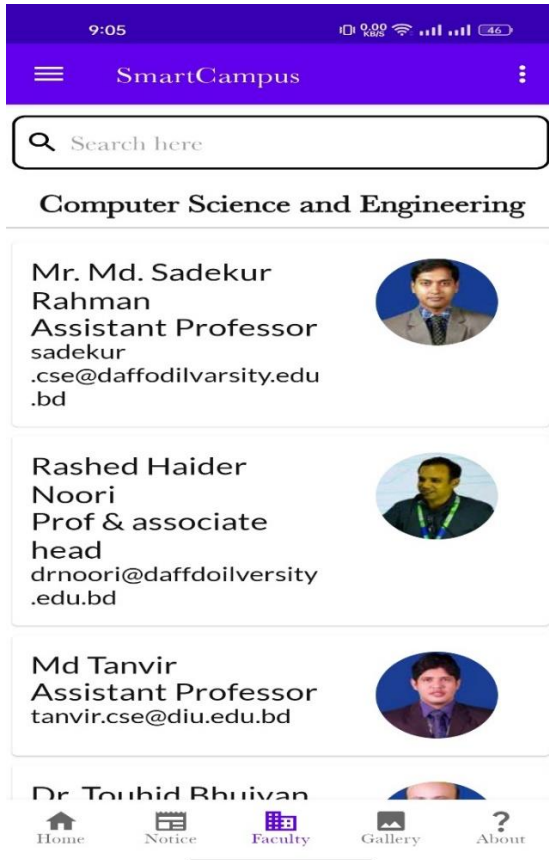 9:05
0.00 KB/S 46
SmartCampus
Search here
Computer Science and Engineering
Mr. Md. Sadekur
Rahman
Assistant Professor
sadekur
.cse@daffodilvarsity.edu
.bd
Rashed Haider
Noori
Prof & associate
head
drnoori@daffdoilversity
.edu.bd
Md Tanvir
Assistant Professor
tanvir.cse@diu.edu.bd
Dr. Touhid Bhuiyan
Home Notice Faculty Gallery About